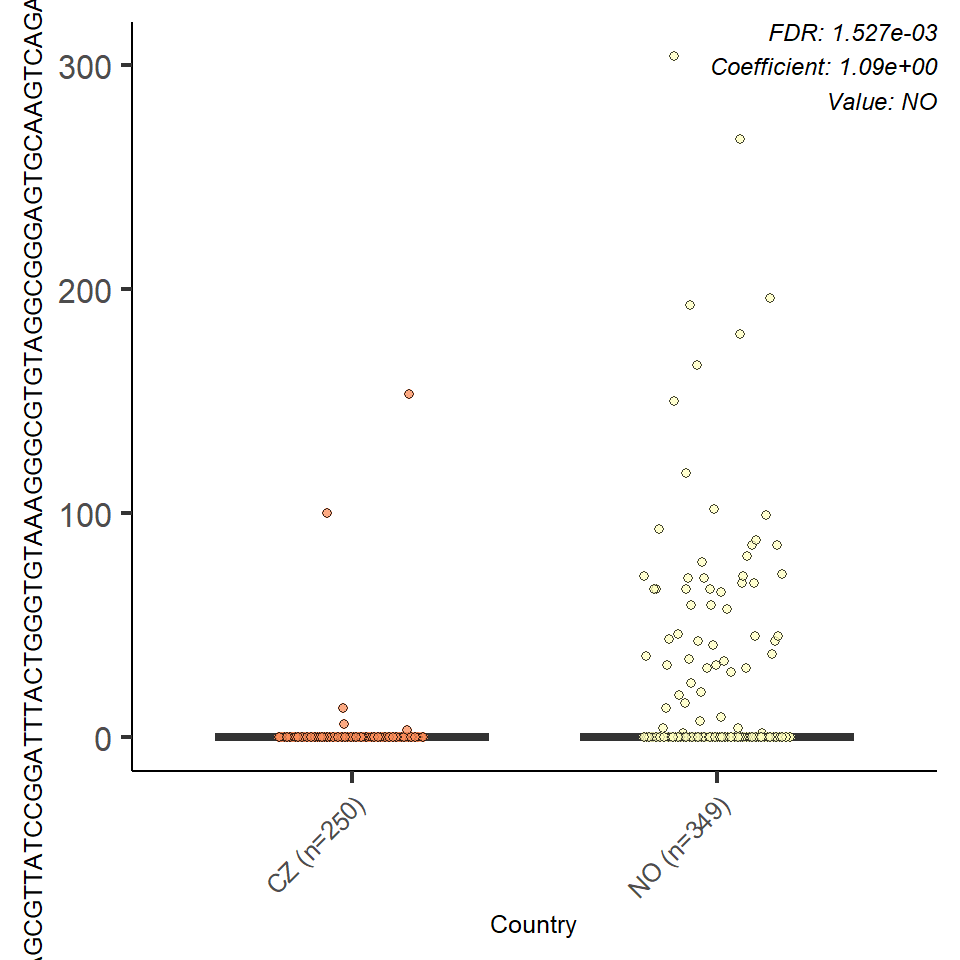 FDR: 1.527e-03
Coefficient: 1.09e+00
Value: NO
AGCGTTATCCGGATTTACTGGGTGTAAAGGGCGTGTAGGCGGGAGTGCAAGTCAGA
300
200
100
0
CZ (n=250)
NO (n=349)
Country